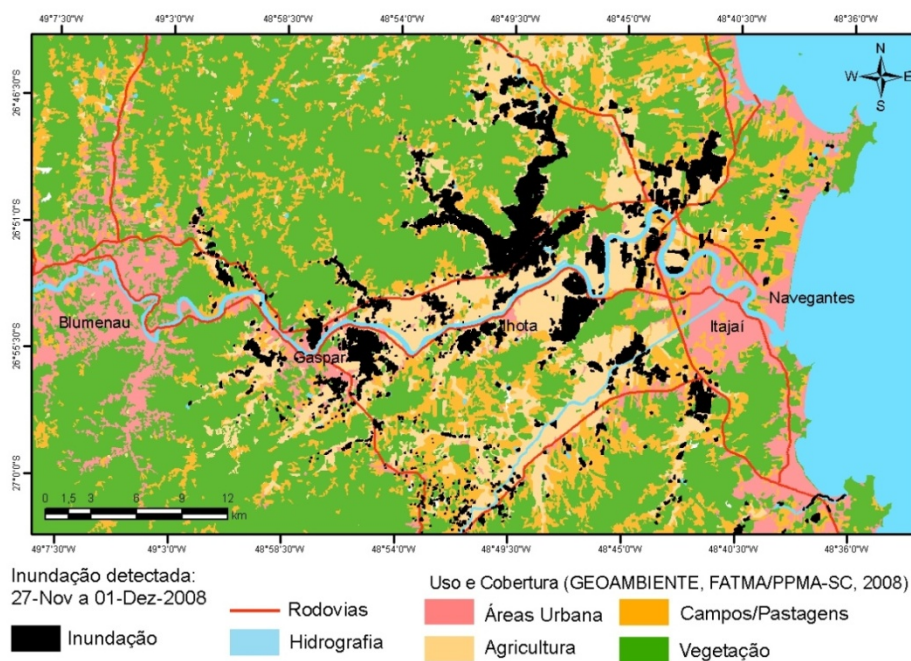 49°7'30"W 49°3'0"W 48°58'30"W 48°54'0"W 48°49'30"W 48°45'0"W 48°40'30"W 48°36'0"W
N
W E
S
26°46'30"S
26°51'0"S
26°55'30"S
27°0'0"S
Navegantes
Blumenau
Ilhota
Itajaí
Gaspar
0 1,5 3 6 9 12
km
49°7'30"W 49°3'0"W 48°58'30"W 48°54'0"W 48°49'30"W 48°45'0"W 48°40'30"W 48°36'0"W
Inundação detectada:
27-Nov a 01-Dez-2008
Inundação
Rodovias
Hidrografia
Uso e Cobertura (GEOAMBIENTE, FATMA/PPMA-SC, 2008)
Áreas Urbana
Campos/Pastagens
Agricultura
Vegetação